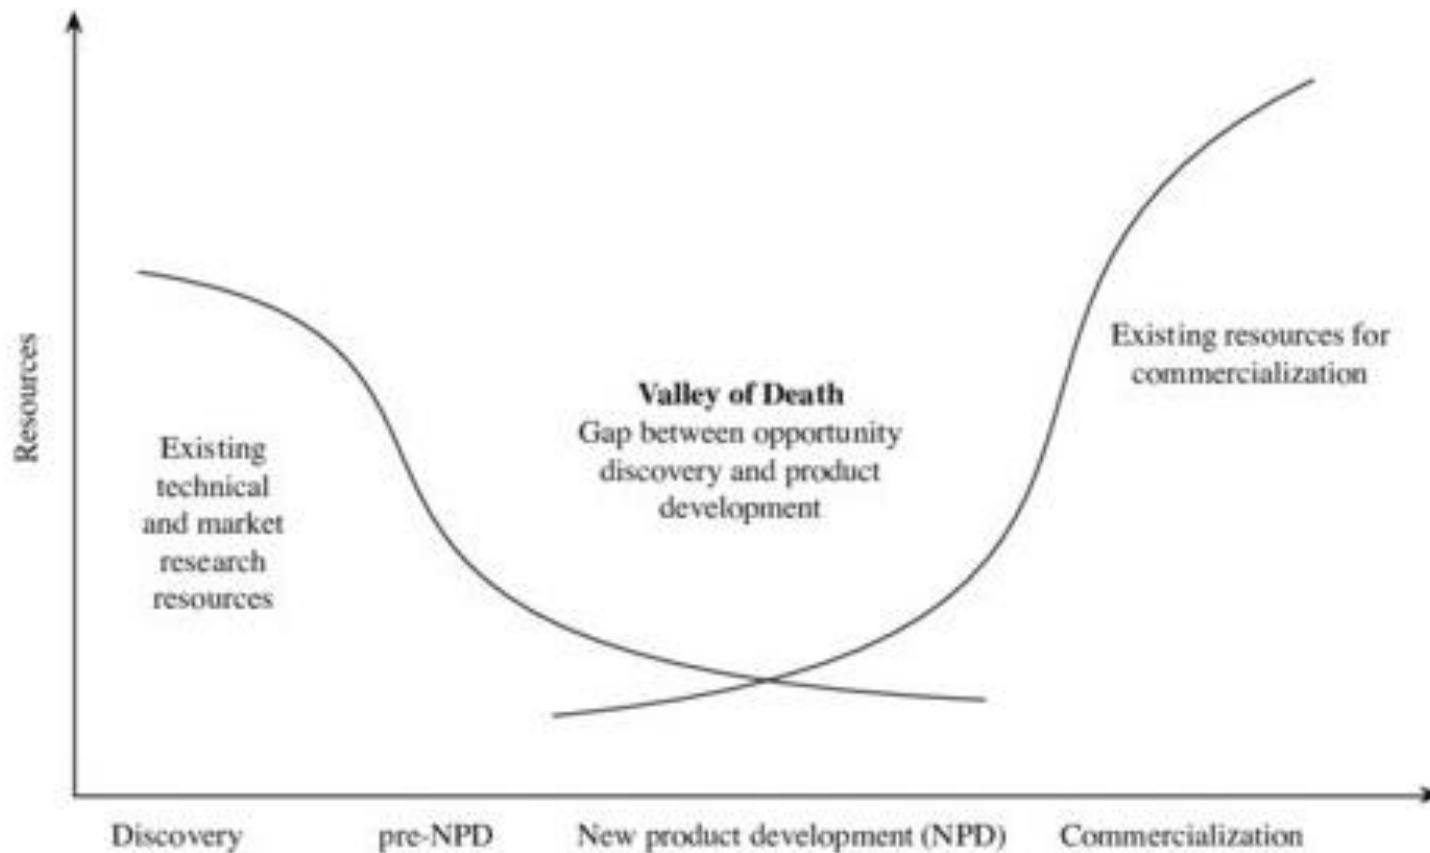 Resources
Existing
technical
and market
research
resources
Valley of Death
Gap between opportunity
discovery and product
development
Existing resources for
commercialization
Discovery
pre-NPD
New product development (NPD)
Commercialization